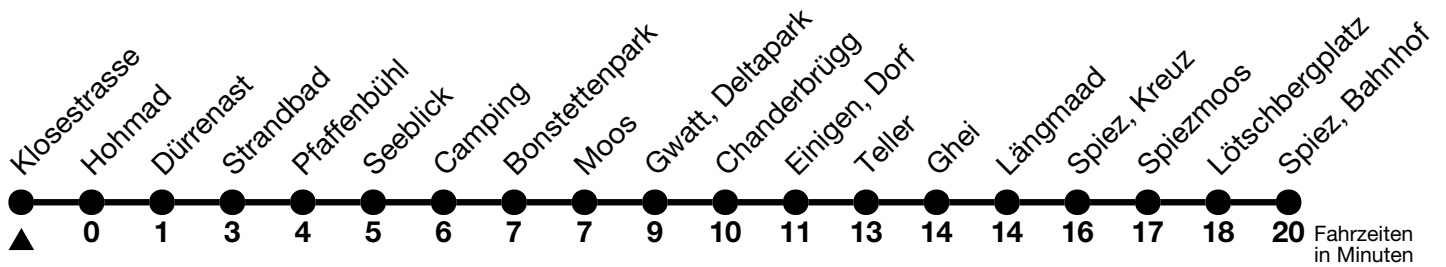 Klosestrasse
Hohmad
Dürrenast
Strandbad
Pfaffenbühl
Seeblick
Camping
Bonstettenpark
Moos
Gwatt, Deltapark
Chanderbrügg
Einigen, Dorf
Teller
Ghei
Längmaad
Spiez, Kreuz
Spiezmoos
Lötschbergplatz
Spiez, Bahnhof
0 1 3 4 5 6 7 7 9 10 11 13 14 14 16 17 18 20 Fahrzeiten
in Minuten